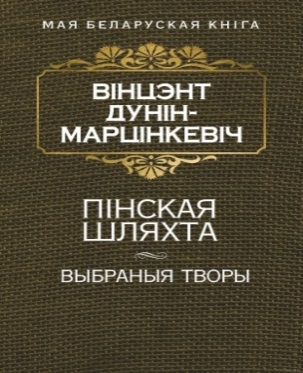 МАЯ БЕЛАРУСКАЯ КНІГА
ВІНЦЭНТ
ДУНІН-
МАРЦІНКЕВІЧ
ПІНСКАЯ
ШЛЯХТА
ВЫБРАНЫЯ ТВОРЫ